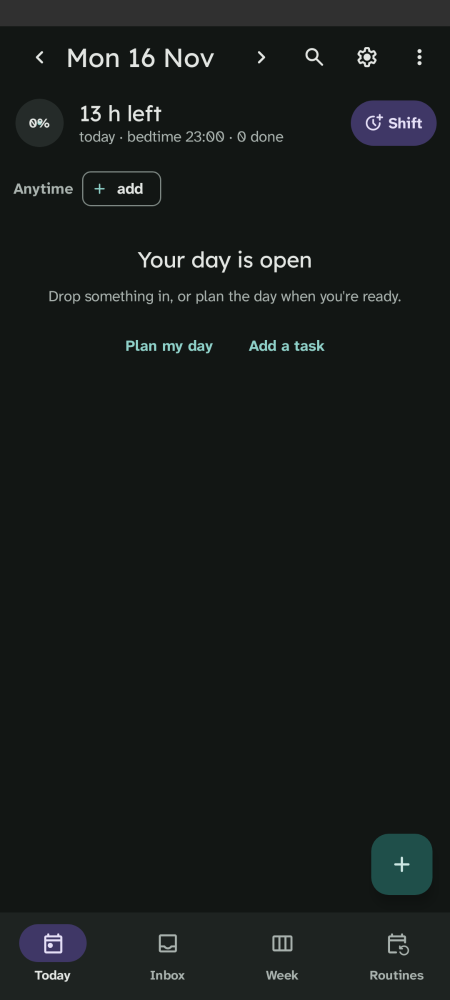 Mon 16 Nov
0%
13 h left
today · bedtime 23:00 · 0 done
Shift
Anytime
+ add
Your day is open
Drop something in, or plan the day when you're ready.
Plan my day
Add a task
Today
Inbox
Week
Routines